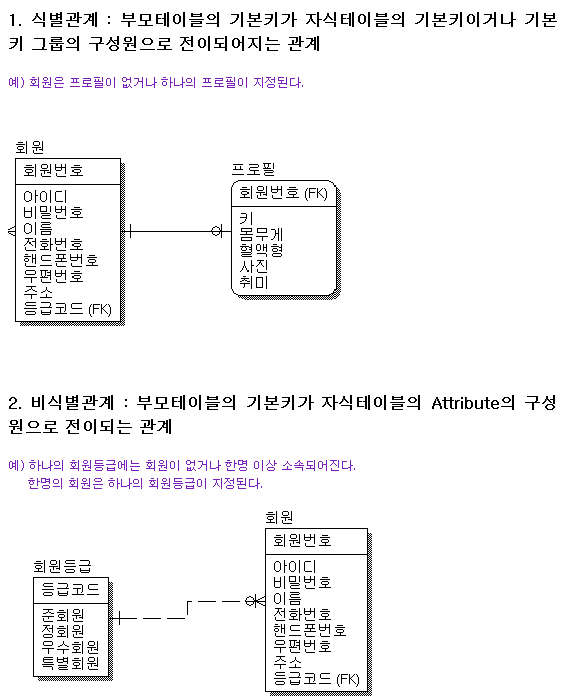 1. 식별관계 : 부모테이블의 기본키가 자식테이블의 기본키이거나 기본
키 그룹의 구성원으로 전이되어지는 관계
예) 회원은 프로필이 없거나 하나의 프로필이 지정된다.
회원
회원번호
아이디
비밀번호
이름
전화번호
핸드폰번호
우편번호
주소
등급코드 (FK)
프로필
회원번호 (FK)
키
몸무게
혈액형
사진
취미
2. 비식별관계 : 부모테이블의 기본키가 자식테이블의 Attribute의 구성
원으로 전이되는 관계
예) 하나의 회원등급에는 회원이 없거나 한명 이상 소속되어진다.
한명의 회원은 하나의 회원등급이 지정된다.
회원등급
등급코드
준회원
정회원
우수회원
특별회원
회원
회원번호
아이디
비밀번호
이름
전화번호
핸드폰번호
우편번호
주소
등급코드 (FK)